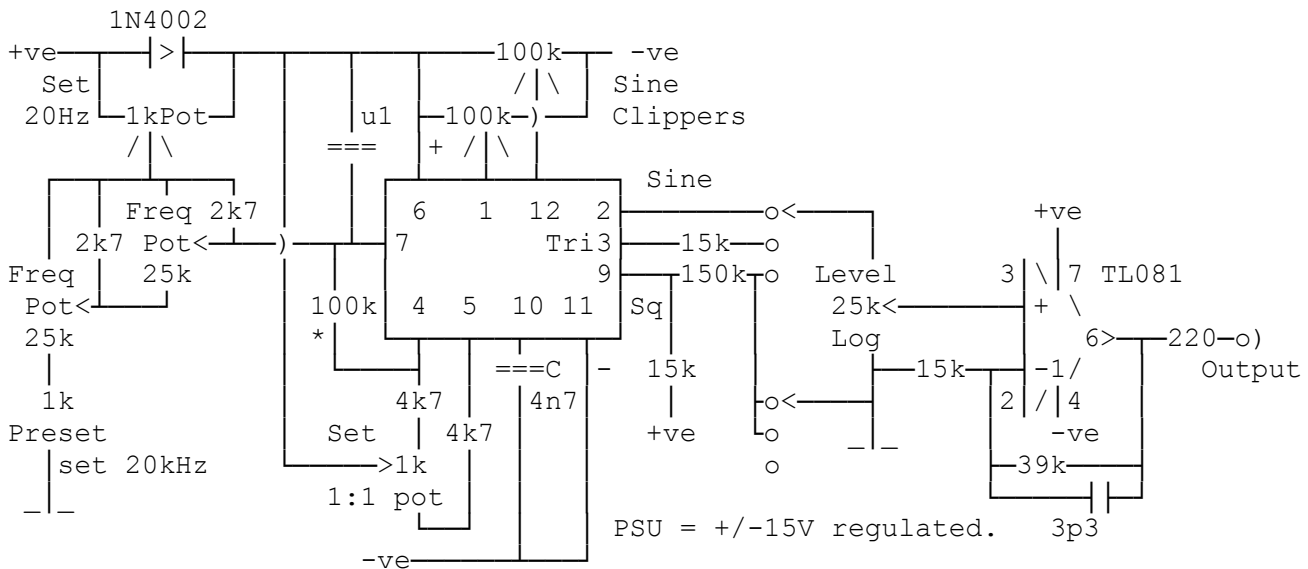 1N4002
+ve > 100k -ve
Set / \ Sine
20Hz 1kPot u1 100k ) Clippers
/ \ === + / \
Sine
Freq 2k7 6 1 12 2 o< +ve
2k7 Pot< ) 7 Tri3 15k o
Freq 25k 9 150k o Level 3 \ 7 TL081
Pot< 100k 4 5 10 11 Sq 25k< + \
25k * Log 6> 220 o)
===C - 15k 15k -1/ Output
1k 4k7 4n7 o< 2 / 4
Preset Set 4k7 +ve o _ _ -ve
set 20kHz >1k o 39k
_ _ 1:1 pot
PSU = +/-15V regulated. 3p3
-ve